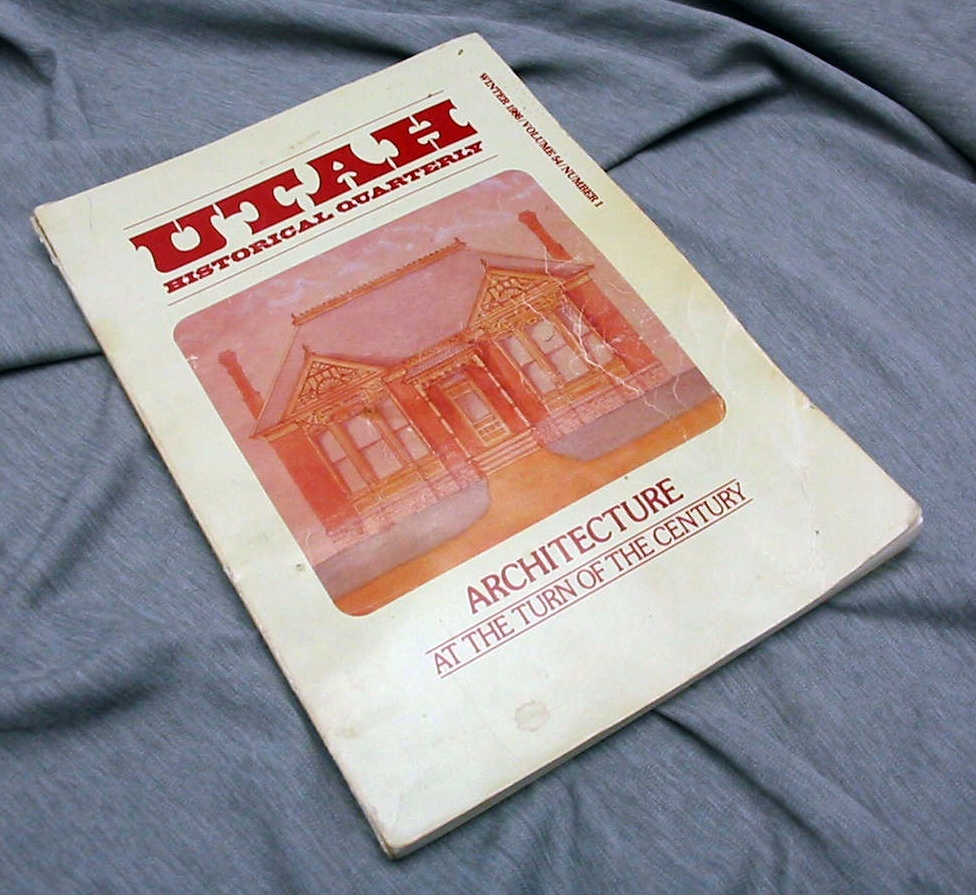 WINTER 1986/VOLUME 54/NUMBER 1
UTAH
HISTORICAL QUARTERLY
ARCHITECTURE
AT THE TURN OF THE CENTURY